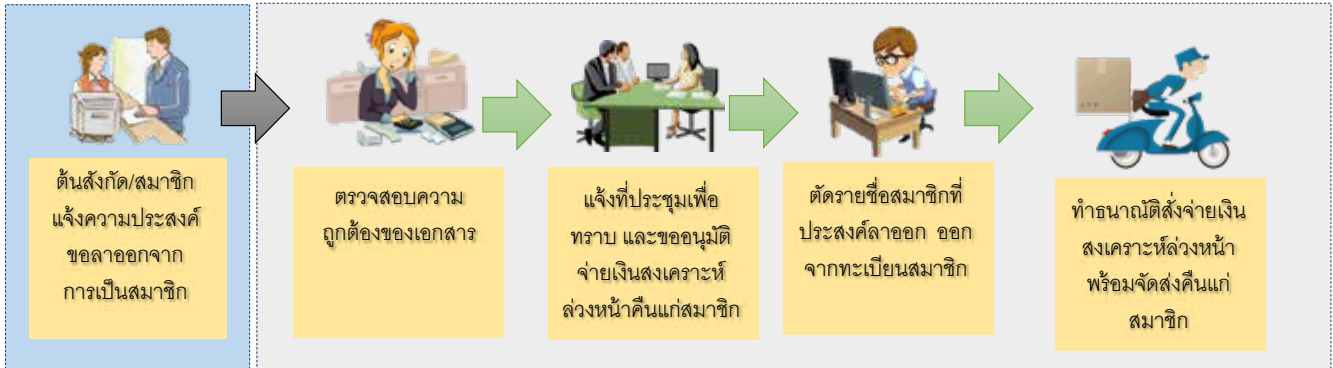 ต้นสังกัด/สมาชิก
แจ้งความประสงค์
ขอลาออกจาก
การเป็นสมาชิก
ตรวจสอบความ
ถูกต้องของเอกสาร
แจ้งที่ประชุมเพื่อ
ทราบ และขออนุมัติ
จ่ายเงินสงเคราะห์
ล่วงหน้าคืนแก่สมาชิก
ตัดรายชื่อสมาชิกที่
ประสงค์ลาออก ออก
จากทะเบียนสมาชิก
ทำธนาณัติสั่งจ่ายเงิน
สงเคราะห์ล่วงหน้า
พร้อมจัดส่งคืนแก่
สมาชิก